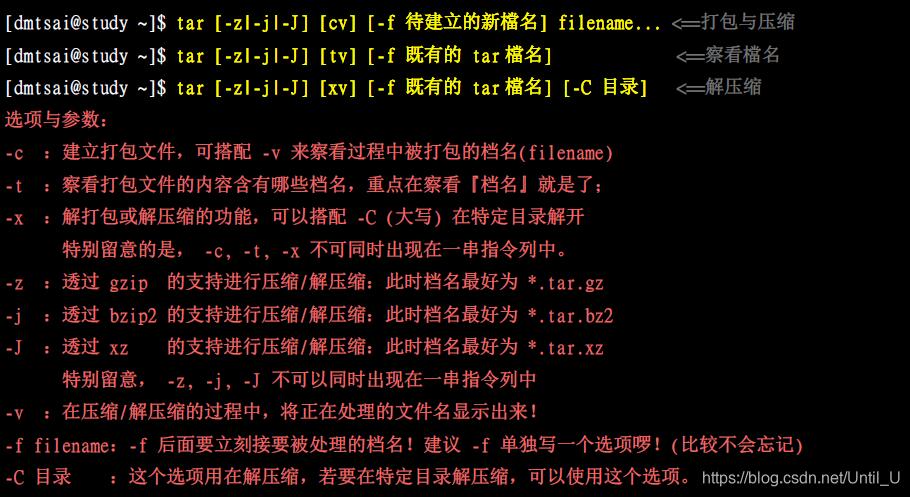 [dmtsai@study ~]$ tar [-z|-j|-J] [cv] [-f 待建立的新檔名] filename... <==打包与压缩
[dmtsai@study ~]$ tar [-z|-j|-J] [tv] [-f 既有的 tar檔名] <==察看檔名
[dmtsai@study ~]$ tar [-z|-j|-J] [xv] [-f 既有的 tar檔名] [-C 目录] <==解压缩
选项与参数：
-c ：建立打包文件，可搭配 -v 来察看过程中被打包的档名(filename)
-t ：察看打包文件的内容含有哪些档名，重点在察看『档名』就是了；
-x ：解打包或解压缩的功能，可以搭配 -C (大写) 在特定目录解开
特别留意的是， -c, -t, -x 不可同时出现在一串指令列中。
-z ：透过 gzip 的支持进行压缩/解压缩：此时档名最好为 *.tar.gz
-j ：透过 bzip2 的支持进行压缩/解压缩：此时档名最好为 *.tar.bz2
-J ：透过 xz 的支持进行压缩/解压缩：此时档名最好为 *.tar.xz
特别留意， -z, -j, -J 不可以同时出现在一串指令列中
-v ：在压缩/解压缩的过程中，将正在处理的文件名显示出来！
-f filename：-f 后面要立刻接要被处理的档名！建议 -f 单独写一个选项啰！(比较不会忘记)
-C 目录 ：这个选项用在解压缩，若要在特定目录解压缩，可以使用这个选项。
https://blog.csdn.net/Until_U